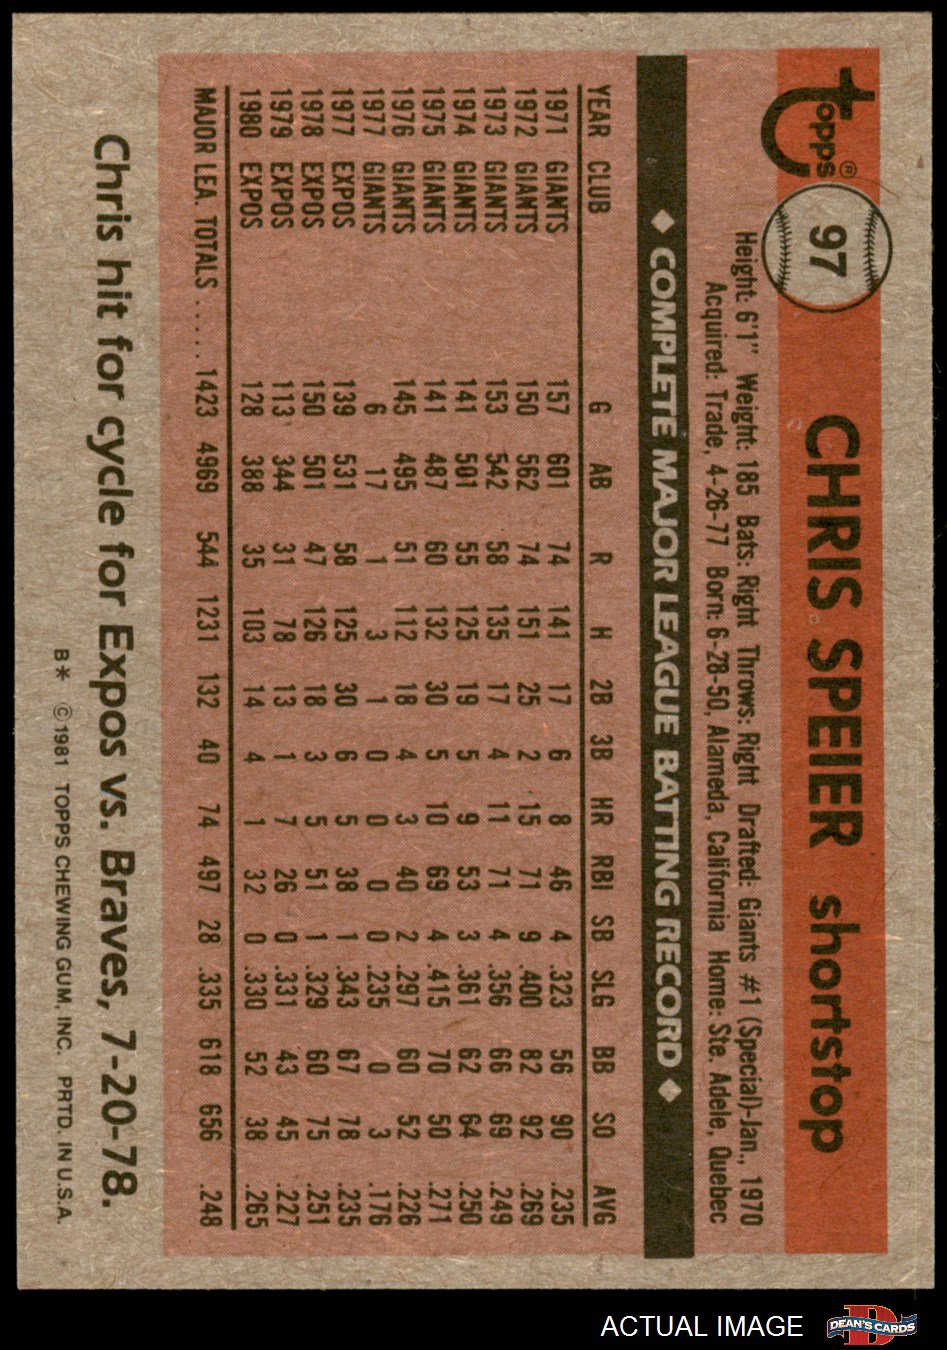 topps®
97
CHRIS SPEIER shortstop
Height: 6'1" Weight: 185 Bats: Right Throws: Right Drafted: Giants #1 (Special)-Jan., 1970
Acquired: Trade, 4-26-77 Born: 6-28-50, Alameda, California Home: Ste. Adele, Quebec
◆ COMPLETE MAJOR LEAGUE BATTING RECORD ◆
YEAR CLUB G AB R H 2B 3B HR RBI SB SLG BB SO AVG
1971 GIANTS 157 601 74 141 17 6 8 46 4 .323 56 90 .235
1972 GIANTS 150 562 74 151 25 2 15 71 9 .400 82 92 .269
1973 GIANTS 153 542 58 135 17 4 11 71 4 .356 66 69 .249
1974 GIANTS 141 501 55 125 19 5 9 53 3 .361 62 64 .250
1975 GIANTS 141 487 60 132 30 5 10 69 4 .415 70 50 .271
1976 GIANTS 145 495 51 112 18 4 3 40 2 .297 60 52 .226
1977 GIANTS 6 17 1 3 1 0 0 0 0 .235 0 3 .176
1977 EXPOS 139 531 58 125 30 6 5 38 1 .343 67 78 .235
1978 EXPOS 150 501 47 126 18 3 5 51 1 .329 60 75 .251
1979 EXPOS 113 344 31 78 13 1 7 26 0 .331 43 45 .227
1980 EXPOS 128 388 35 103 14 4 1 32 0 .330 52 38 .265
MAJOR LEA. TOTALS ..... 1423 4969 544 1231 132 40 74 497 28 .335 618 656 .248
Chris hit for cycle for Expos vs. Braves, 7-20-78.
B* ©1981 TOPPS CHEWING GUM, INC. PRTD. IN U.S.A.
ACTUAL IMAGE
D
DEAN'S CARDS